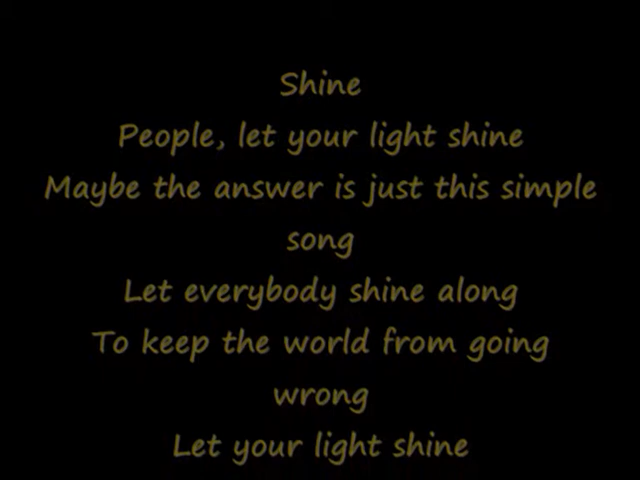 Shine
People, let your light shine
Maybe the answer is just this simple
song
Let everybody shine along
To keep the world from going
wrong
Let your light shine